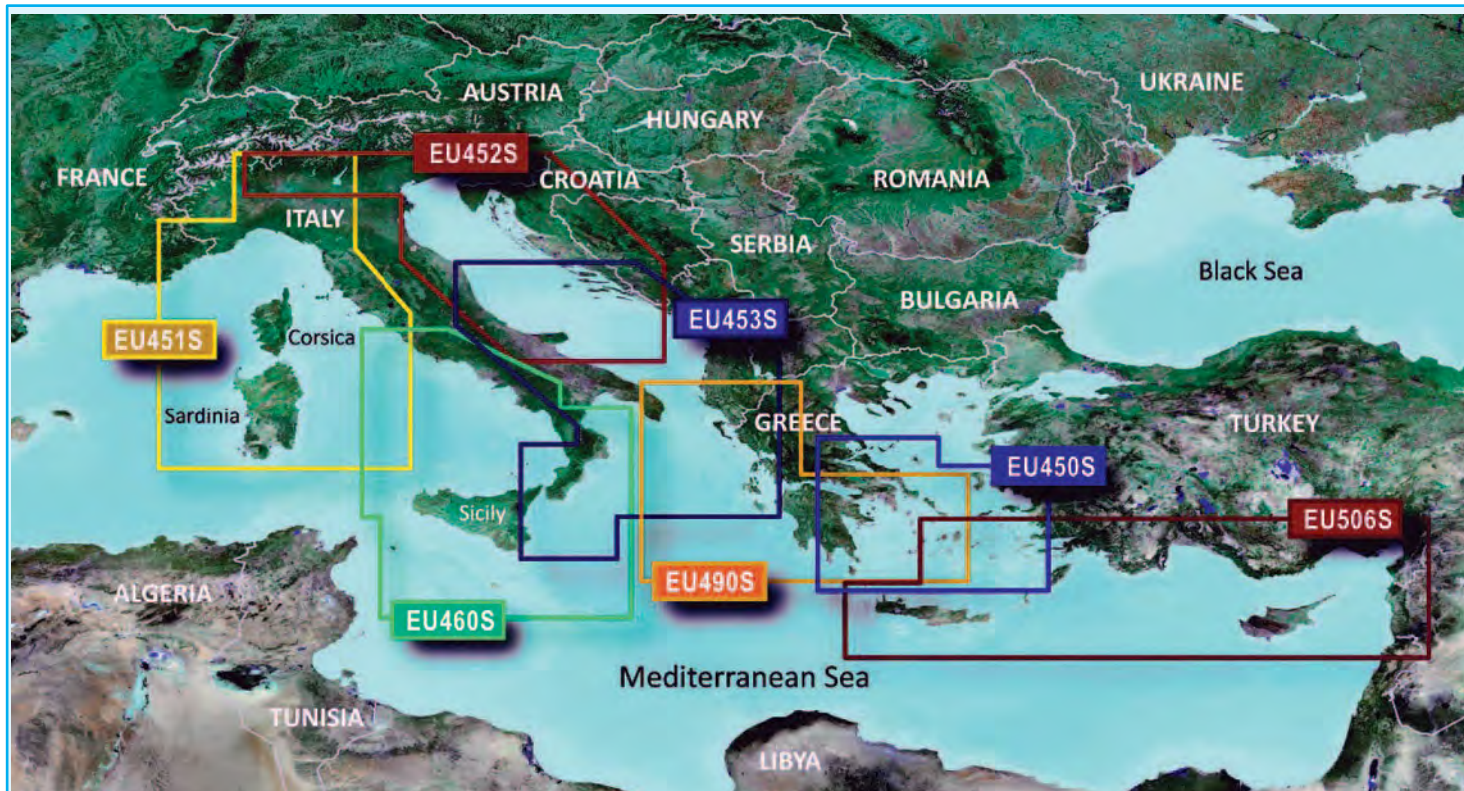 UKRAINE
AUSTRIA
HUNGARY
EU452S
FRANCE
CROATIA
ROMANIA
ITALY
SERBIA
Black Sea
BULGARIA
EU453S
EU451S
Corsica
Sardinia
GREECE
TURKEY
EU450S
Sicily
EU506S
EU490S
ALGERIA
EU460S
Mediterranean Sea
TUNISIA
LIBYA